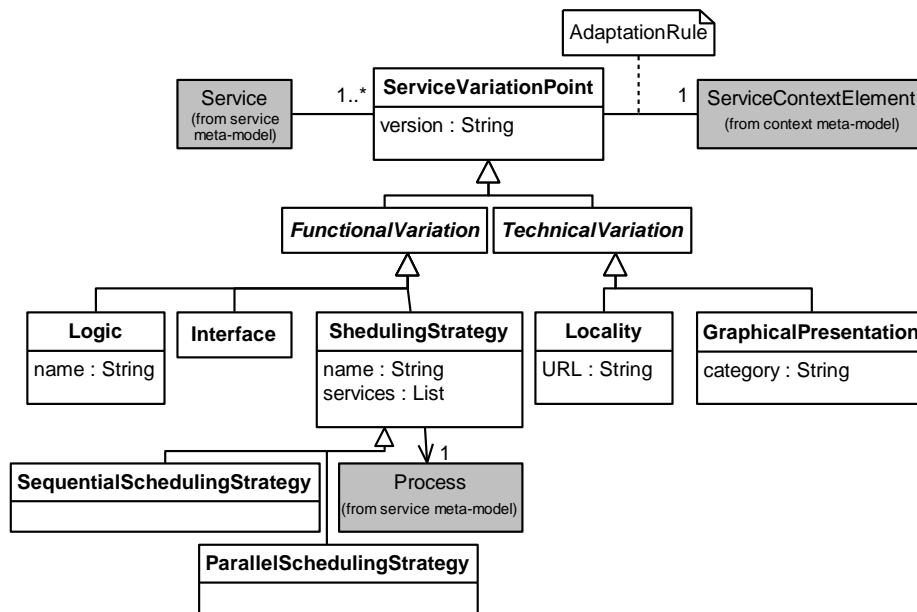 AdaptationRule
Service
(from service
meta-model)
1..*
ServiceVariationPoint
version : String
1
ServiceContextElement
(from context meta-model)
FunctionalVariation
TechnicalVariation
Logic
name : String
Interface
ShedulingStrategy
name : String
services : List
Locality
URL : String
GraphicalPresentation
category : String
1
SequentialSchedulingStrategy
Process
(from service meta-model)
ParallelSchedulingStrategy